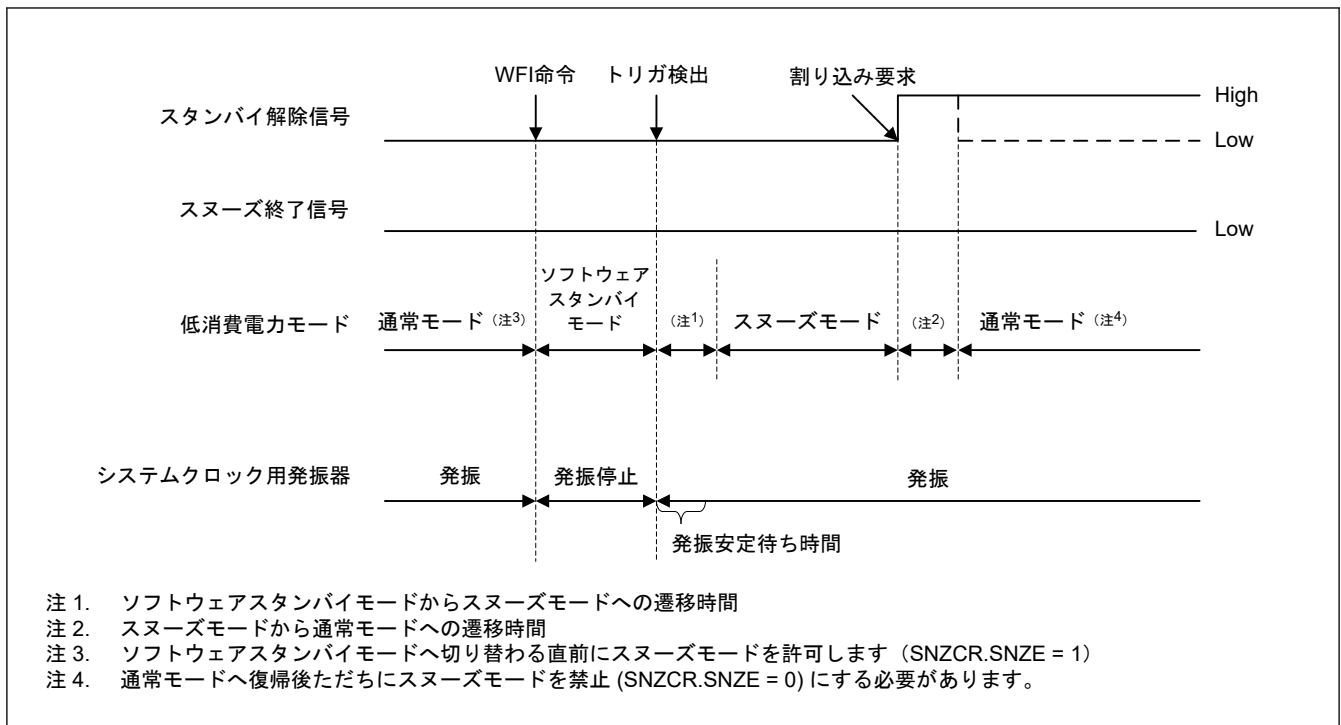 WFI命令 トリガ検出 割り込み要求
スタンバイ解除信号
High
Low
スヌーズ終了信号
Low
低消費電力モード
通常モード（注3）
ソフトウェア
スタンバイ
モード
（注1）
スヌーズモード
（注2）
通常モード（注4）
システムクロック用発振器
発振
発振停止
発振
発振安定待ち時間
注 1. ソフトウェアスタンバイモードからスヌーズモードへの遷移時間
注 2. スヌーズモードから通常モードへの遷移時間
注 3. ソフトウェアスタンバイモードへ切り替わる直前にスヌーズモードを許可します（SNZCR.SNZE = 1）
注 4. 通常モードへ復帰後ただちにスヌーズモードを禁止 (SNZCR.SNZE = 0) にする必要があります。